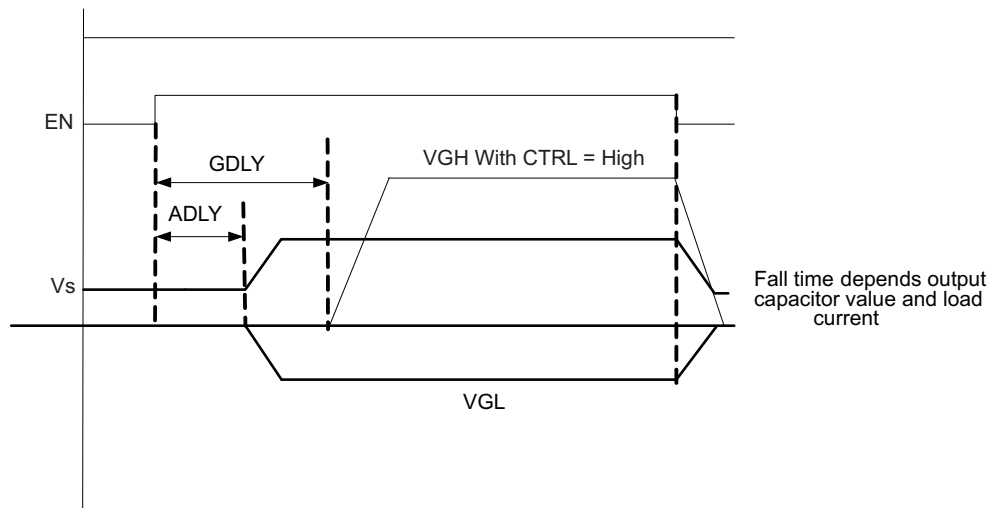 EN
GDLY
VGH With CTRL = High
ADLY
Vs
Fall time depends output
capacitor value and load
current
VGL